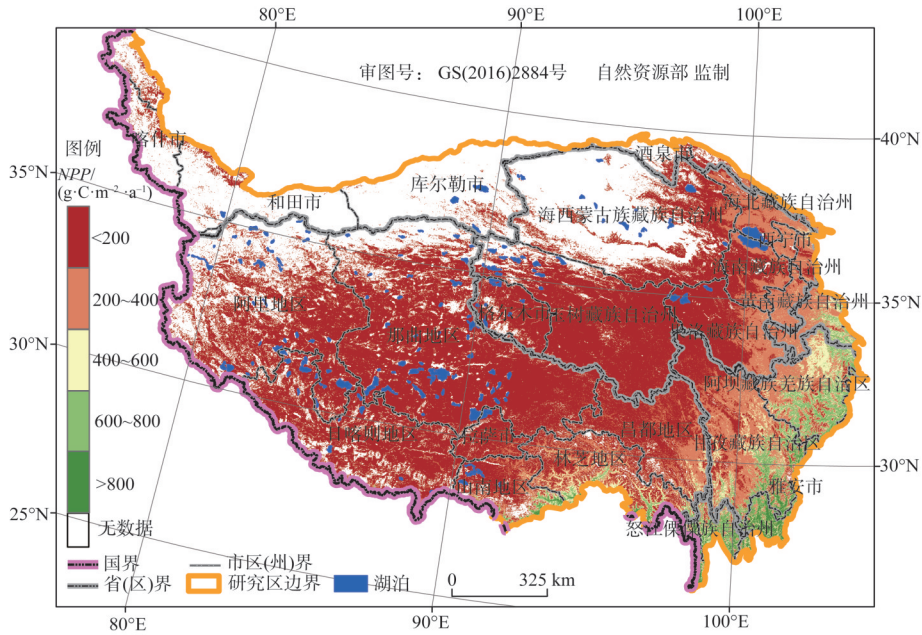 80°E 90°E 100°E
审图号： GS(2016)2884号 自然资源部 监制
40°N
35°N
30°N
25°N
35°N
30°N
80°E 90°E 100°E
喀什市
和田市
库尔勒市
酒泉市
海西蒙古族藏族自治州
海北藏族自治州
西宁市
海南藏族自治州
黄南藏族自治州
果洛藏族自治州
玉树藏族自治州
格尔木市
阿里地区
那曲地区
阿坝藏族羌族自治区
日喀则地区
拉萨市
昌都地区
甘孜藏族自治区
林芝地区
山南地区
雅安市
怒江傈僳族自治州
图例
NPP/
(g·C·m⁻²·a⁻¹)
<200
200~400
400~600
600~800
>800
无数据
国界
市区(州)界
省(区)界
研究区边界
湖泊
0 325 km